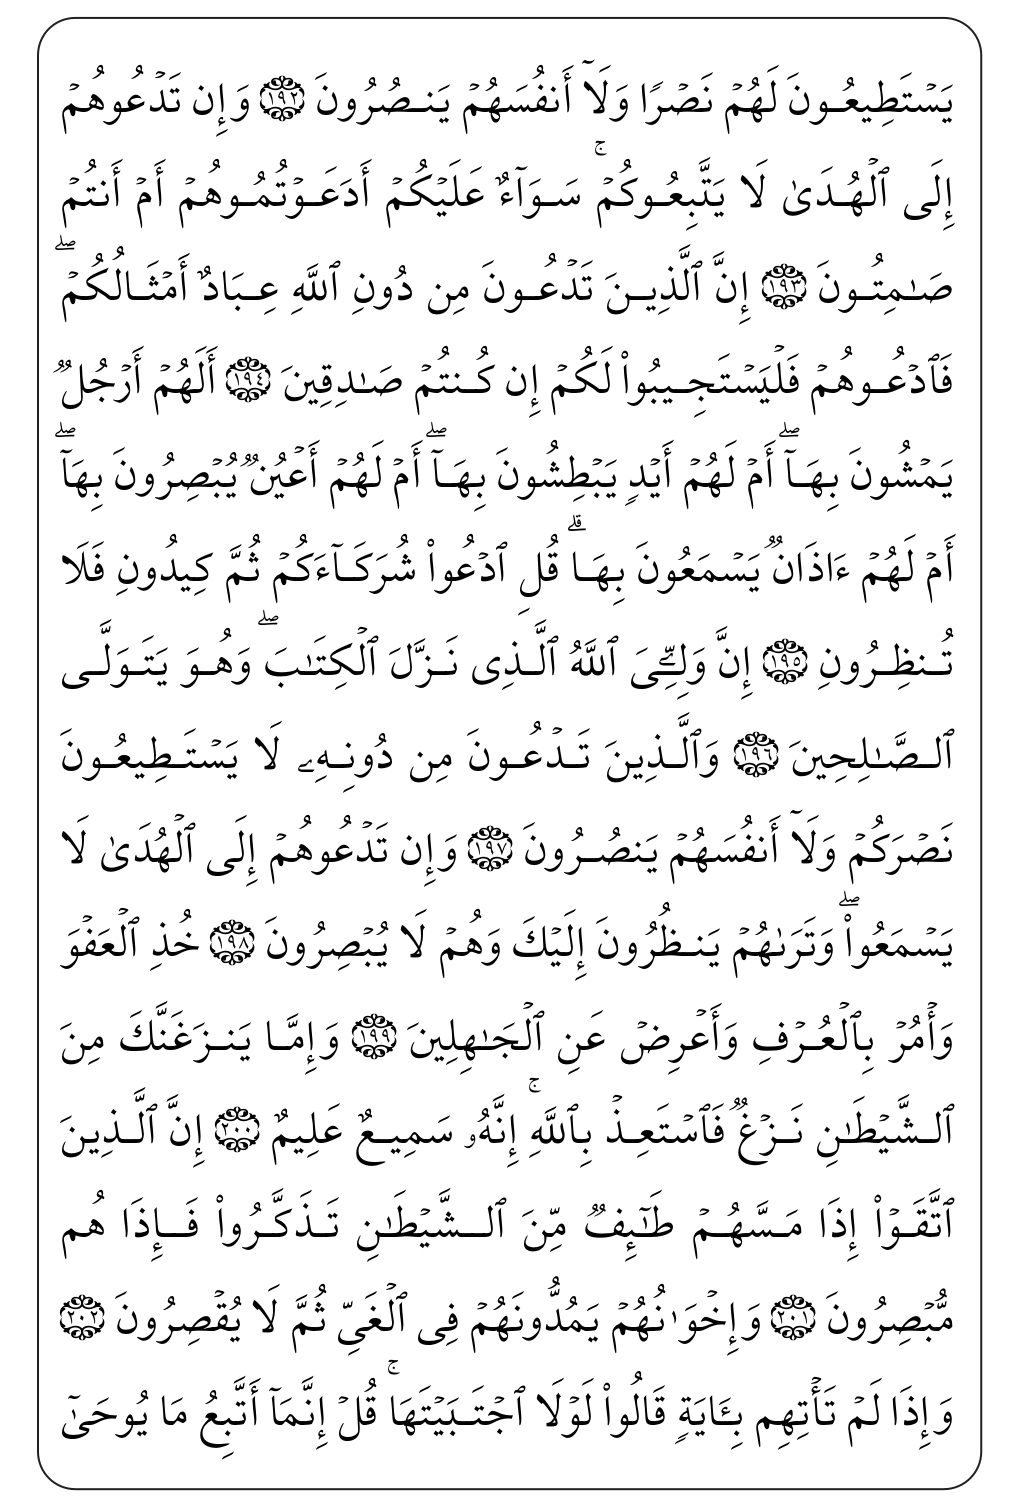 يَسۡتَطِيعُونَ لَهُمۡ نَصۡرٗا وَلَآ أَنفُسَهُمۡ يَنصُرُونَ ١٩٢ وَإِن تَدۡعُوهُمۡ
إِلَى ٱلۡهُدَىٰ لَا يَتَّبِعُوكُمۡۚ سَوَآءٌ عَلَيۡكُمۡ أَدَعَوۡتُمُوهُمۡ أَمۡ أَنتُمۡ
صَٰمِتُونَ ١٩٣ إِنَّ ٱلَّذِينَ تَدۡعُونَ مِن دُونِ ٱللَّهِ عِبَادٌ أَمۡثَالُكُمۡۖ
فَٱدۡعُوهُمۡ فَلۡيَسۡتَجِيبُواْ لَكُمۡ إِن كُنتُمۡ صَٰدِقِينَ ١٩٤ أَلَهُمۡ أَرۡجُلٞ
يَمۡشُونَ بِهَآۖ أَمۡ لَهُمۡ أَيۡدٖ يَبۡطِشُونَ بِهَآۖ أَمۡ لَهُمۡ أَعۡيُنٞ يُبۡصِرُونَ بِهَآۖ
أَمۡ لَهُمۡ ءَاذَانٞ يَسۡمَعُونَ بِهَاۗ قُلِ ٱدۡعُواْ شُرَكَآءَكُمۡ ثُمَّ كِيدُونِ فَلَا
تُنظِرُونِ ١٩٥ إِنَّ وَلِـِّۧيَ ٱللَّهُ ٱلَّذِي نَزَّلَ ٱلۡكِتَٰبَۖ وَهُوَ يَتَوَلَّى
ٱلصَّٰلِحِينَ ١٩٦ وَٱلَّذِينَ تَدۡعُونَ مِن دُونِهِۦ لَا يَسۡتَطِيعُونَ
نَصۡرَكُمۡ وَلَآ أَنفُسَهُمۡ يَنصُرُونَ ١٩٧ وَإِن تَدۡعُوهُمۡ إِلَى ٱلۡهُدَىٰ لَا
يَسۡمَعُواْۖ وَتَرَىٰهُمۡ يَنظُرُونَ إِلَيۡكَ وَهُمۡ لَا يُبۡصِرُونَ ١٩٨ خُذِ ٱلۡعَفۡوَ
وَأۡمُرۡ بِٱلۡعُرۡفِ وَأَعۡرِضۡ عَنِ ٱلۡجَٰهِلِينَ ١٩٩ وَإِمَّا يَنزَغَنَّكَ مِنَ
ٱلشَّيۡطَٰنِ نَزۡغٞ فَٱسۡتَعِذۡ بِٱللَّهِۚ إِنَّهُۥ سَمِيعٌ عَلِيمٌ ٢٠٠ إِنَّ ٱلَّذِينَ
ٱتَّقَوۡاْ إِذَا مَسَّهُمۡ طَٰٓئِفٞ مِّنَ ٱلشَّيۡطَٰنِ تَذَكَّرُواْ فَإِذَا هُم
مُّبۡصِرُونَ ٢٠١ وَإِخۡوَٰنُهُمۡ يَمُدُّونَهُمۡ فِي ٱلۡغَيِّ ثُمَّ لَا يُقۡصِرُونَ ٢٠٢
وَإِذَا لَمۡ تَأۡتِهِم بِـَٔايَةٖ قَالُواْ لَوۡلَا ٱجۡتَبَيۡتَهَاۚ قُلۡ إِنَّمَآ أَتَّبِعُ مَا يُوحَىٰٓ